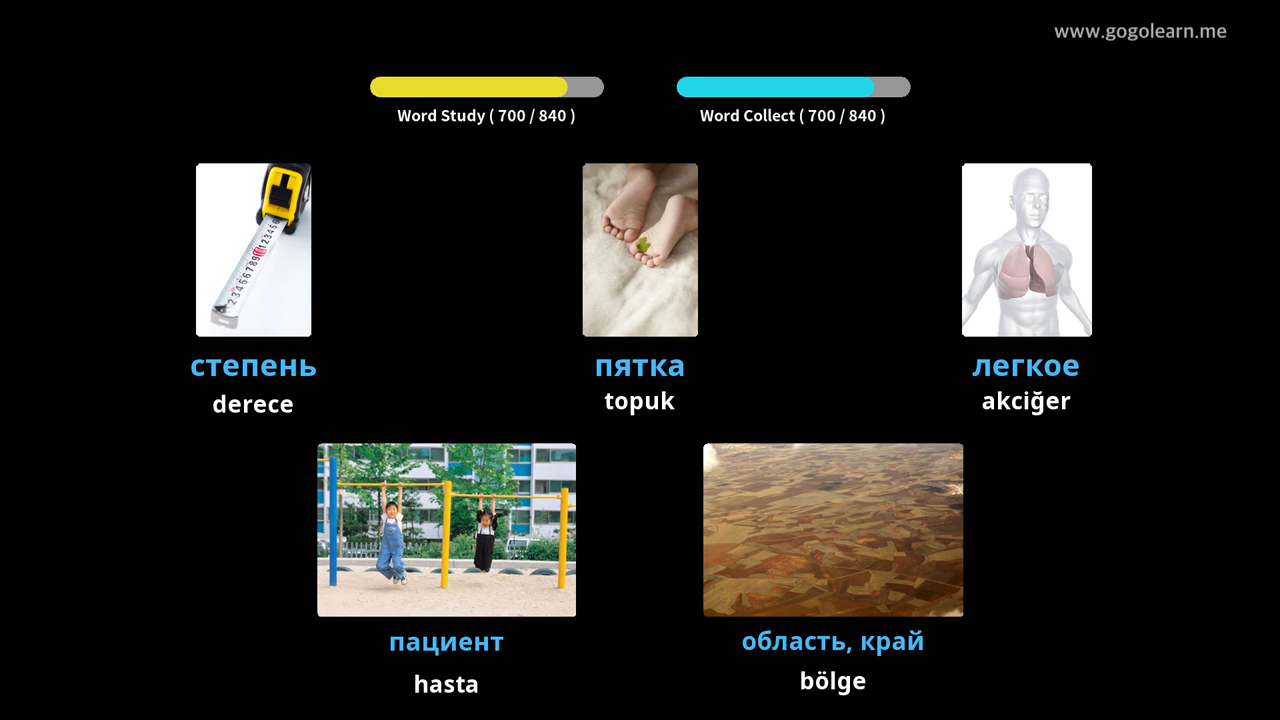 www.gogolearn.me
Word Study ( 700 / 840 )
Word Collect ( 700 / 840 )
степень
derece
пятка
topuk
легкое
akciğer
пациент
hasta
область, край
bölge